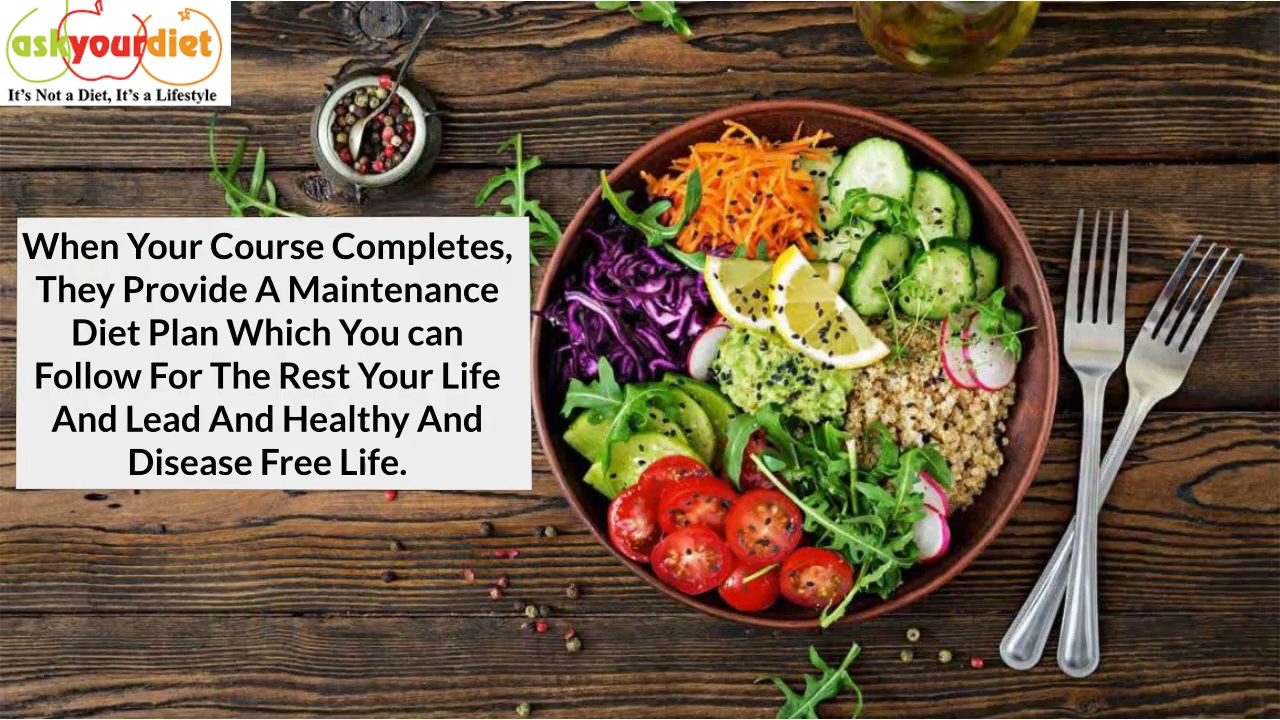 askyourdiet
It's Not a Diet, It's a Lifestyle
When Your Course Completes,
They Provide A Maintenance
Diet Plan Which You can
Follow For The Rest Your Life
And Lead And Healthy And
Disease Free Life.